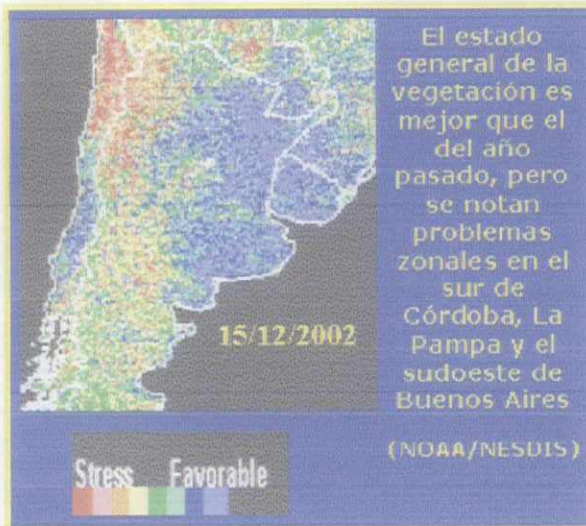 El estado
general de la
vegetación es
mejor que el
del año
pasado, pero
se notan
problemas
zonales en el
sur de
Córdoba, La
Pampa y el
sudoeste de
Buenos Aires
(NOAA/NESDIS)
15/12/2002
Stress Favorable